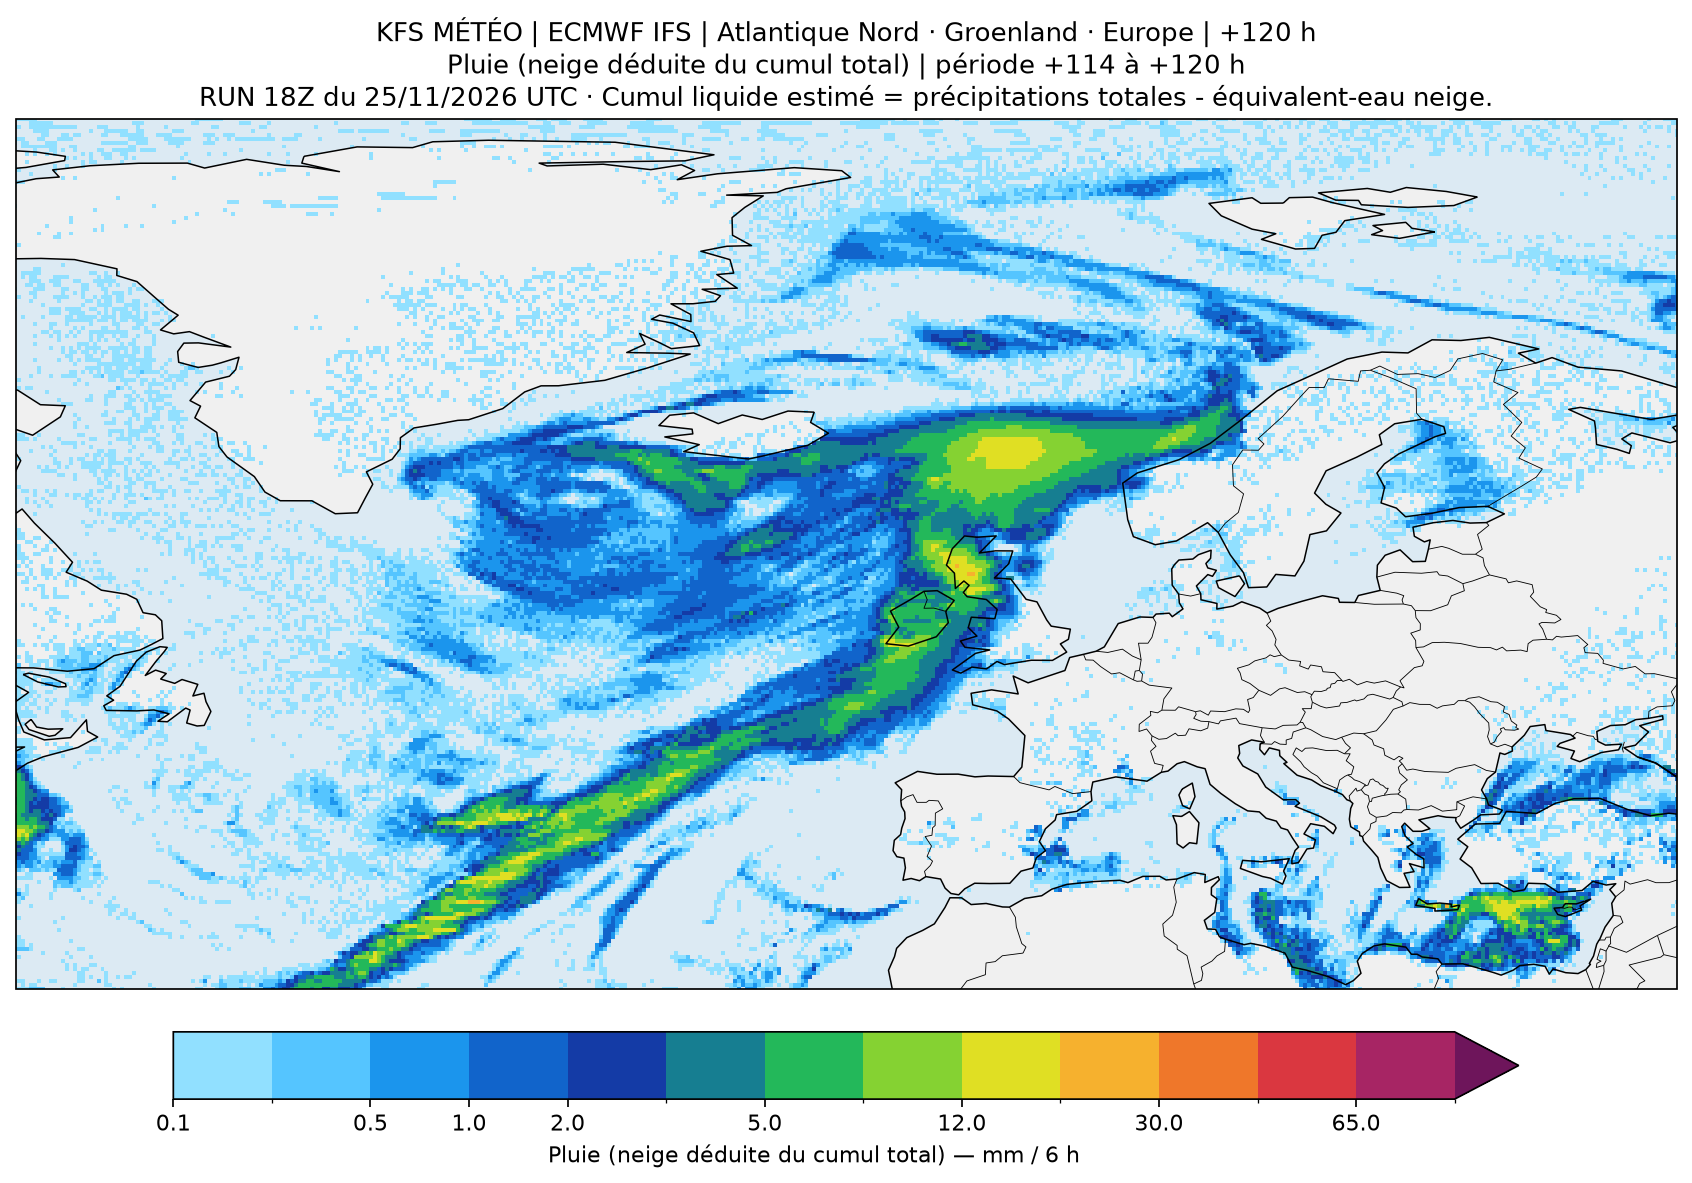 KFS MÉTÉO | ECMWF IFS | Atlantique Nord · Groenland · Europe | +120 h
Pluie (neige déduite du cumul total) | période +114 à +120 h
RUN 18Z du 25/11/2026 UTC · Cumul liquide estimé = précipitations totales - équivalent-eau neige.
0.1 0.5 1.0 2.0 5.0 12.0 30.0 65.0
Pluie (neige déduite du cumul total) — mm / 6 h